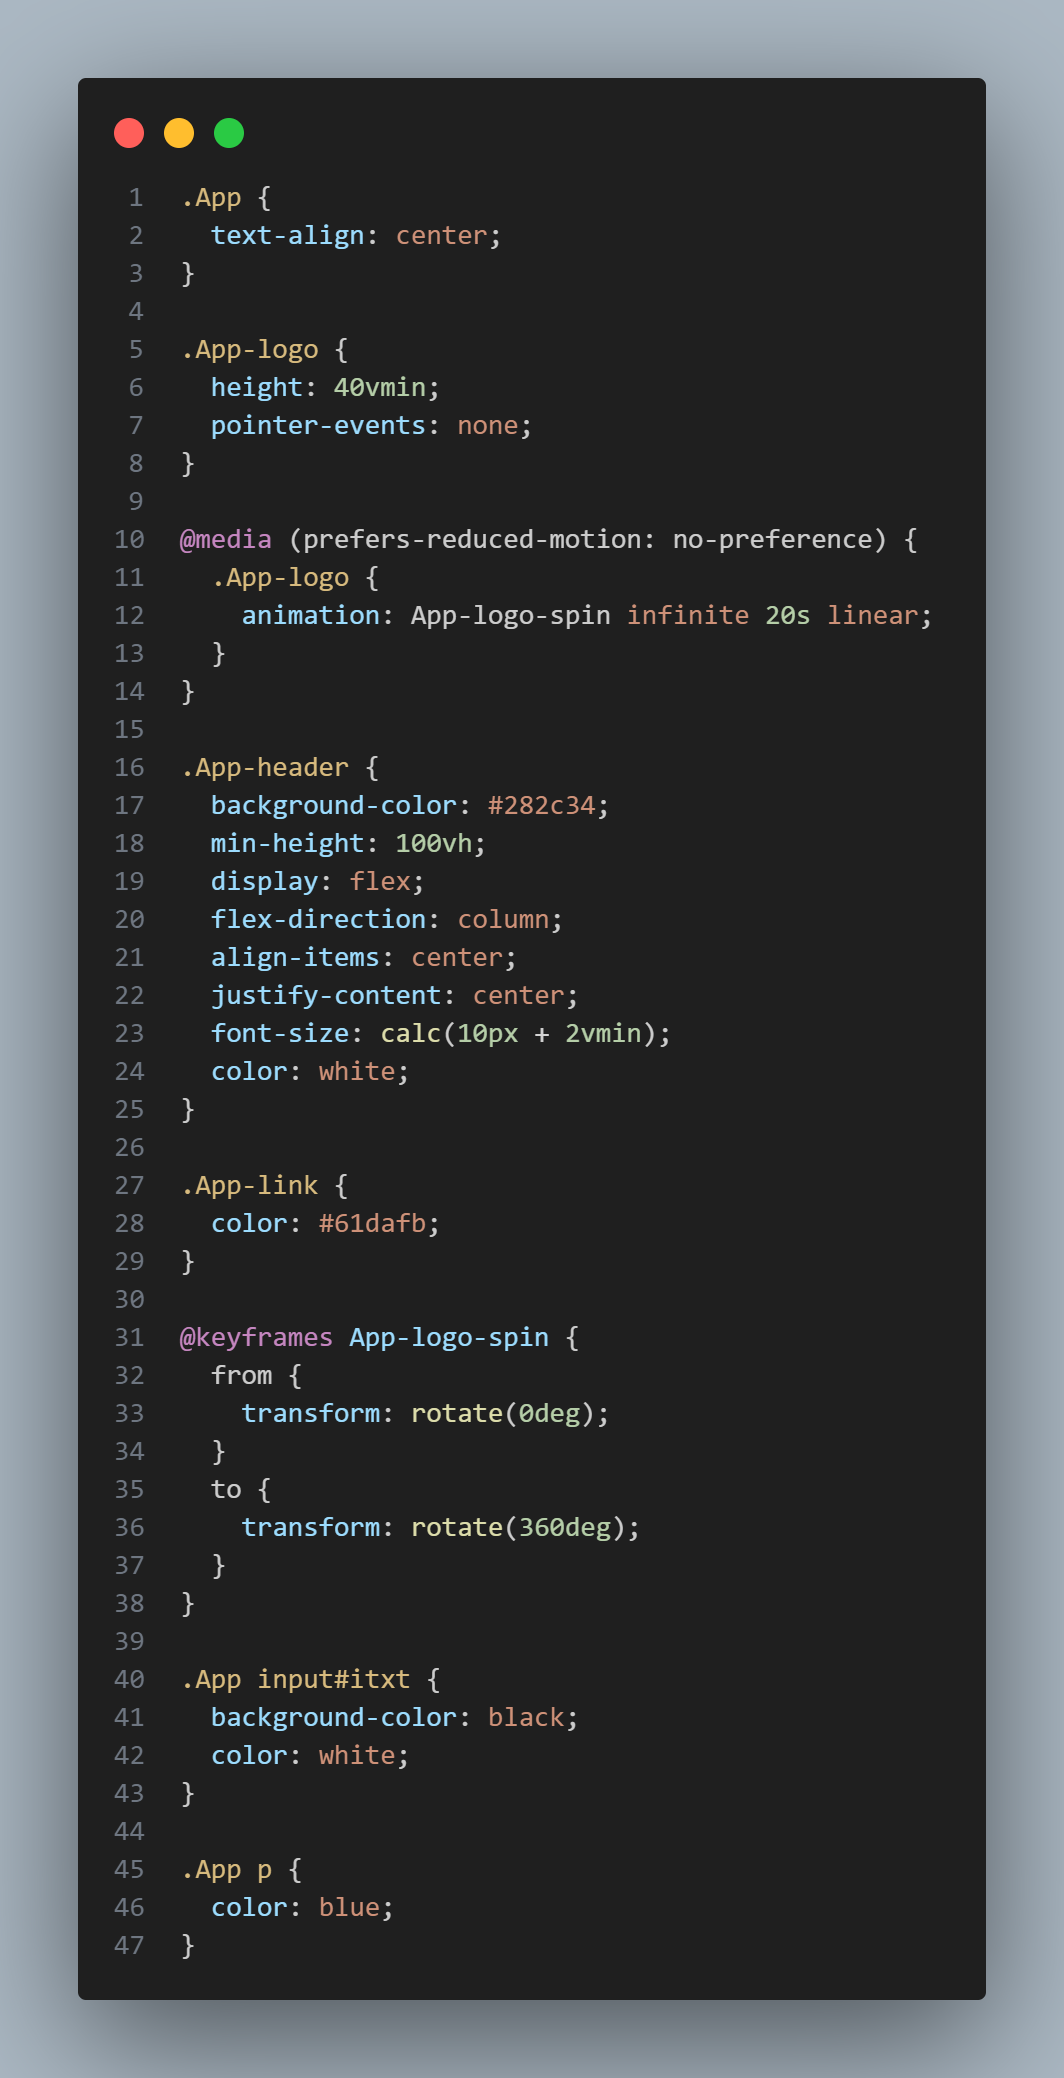 1 .App {
2   text-align: center;
3 }
4
5 .App-logo {
6   height: 40vmin;
7   pointer-events: none;
8 }
9
10 @media (prefers-reduced-motion: no-preference) {
11   .App-logo {
12     animation: App-logo-spin infinite 20s linear;
13   }
14 }
15
16 .App-header {
17   background-color: #282c34;
18   min-height: 100vh;
19   display: flex;
20   flex-direction: column;
21   align-items: center;
22   justify-content: center;
23   font-size: calc(10px + 2vmin);
24   color: white;
25 }
26
27 .App-link {
28   color: #61dafb;
29 }
30
31 @keyframes App-logo-spin {
32   from {
33     transform: rotate(0deg);
34   }
35   to {
36     transform: rotate(360deg);
37   }
38 }
39
40 .App input#itxt {
41   background-color: black;
42   color: white;
43 }
44
45 .App p {
46   color: blue;
47 }